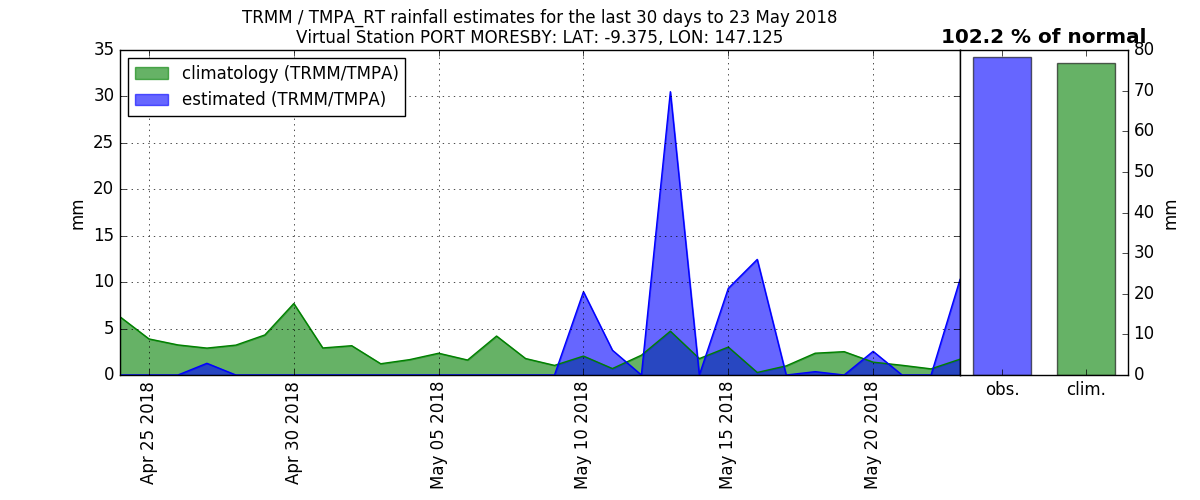 TRMM / TMPA_RT rainfall estimates for the last 30 days to 23 May 2018
Virtual Station PORT MORESBY: LAT: -9.375, LON: 147.125
102.2 % of normal
climatology (TRMM/TMPA)
estimated (TRMM/TMPA)
35
30
25
20
15
10
5
0
mm
Apr 25 2018
Apr 30 2018
May 05 2018
May 10 2018
May 15 2018
May 20 2018
80
70
60
50
40
30
20
10
0
mm
obs.
clim.